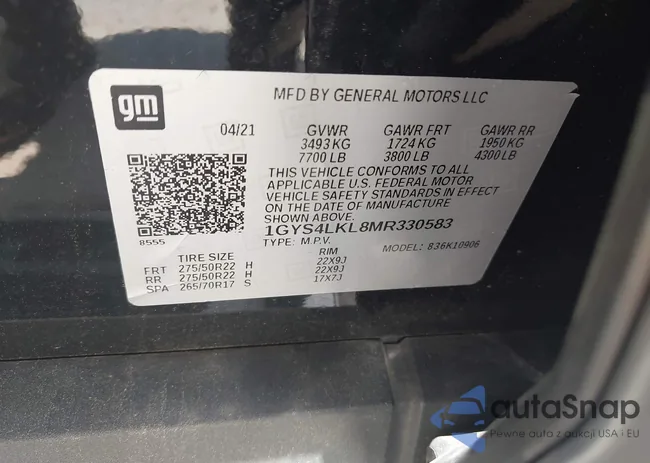 gm
MFD BY GENERAL MOTORS LLC
04/21 GVWR GAWR FRT GAWR RR
3493 KG 1724 KG 1950 KG
7700 LB 3800 LB 4300 LB
THIS VEHICLE CONFORMS TO ALL
APPLICABLE U.S. FEDERAL MOTOR
VEHICLE SAFETY STANDARDS IN EFFECT
ON THE DATE OF MANUFACTURE
SHOWN ABOVE.
8555
1GYS4LKL8MR330583
TYPE: M.P.V. MODEL: 836K10906
TIRE SIZE RIM
FRT 275/50R22 H 22X9J
RR 275/50R22 H 22X9J
SPA 265/70R17 S 17X7J
autoSnap
Pewne auto z aukcji USA i EU